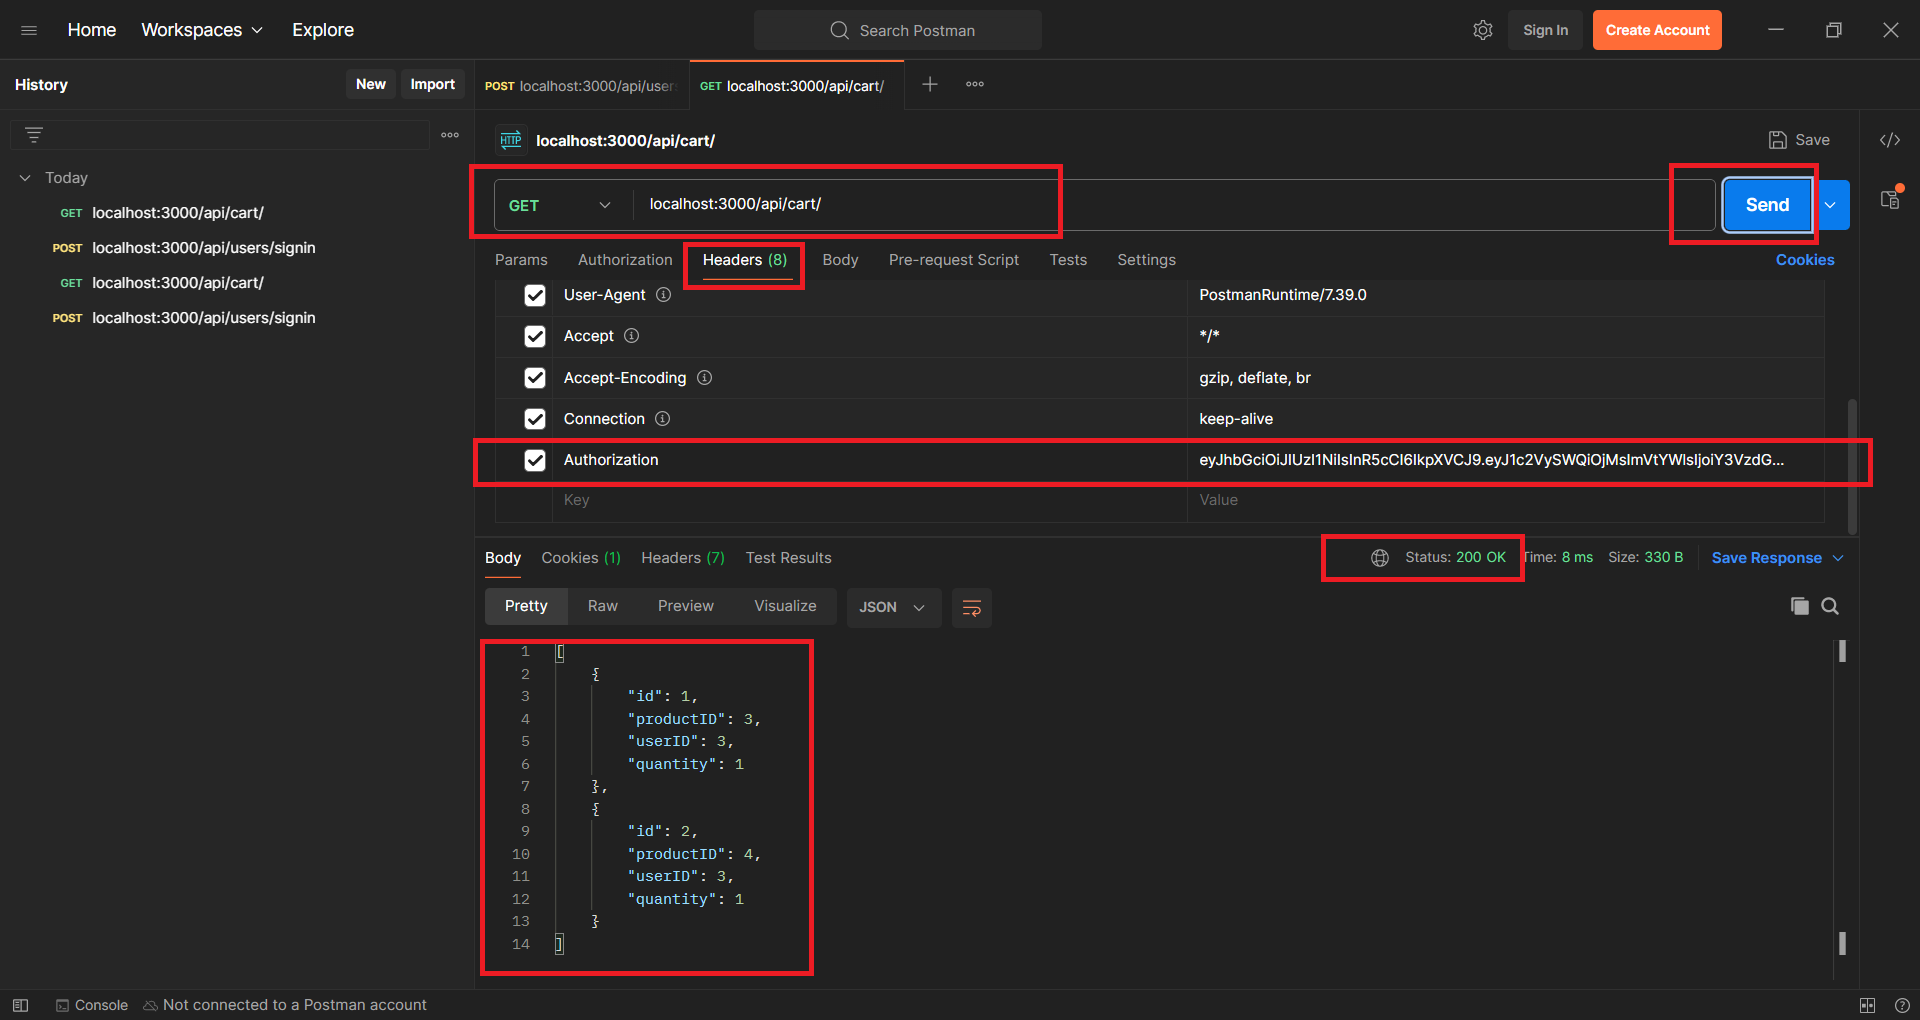 Home Workspaces Explore Search Postman Sign In Create Account
History New Import POST localhost:3000/api/user GET localhost:3000/api/cart/
HTTP localhost:3000/api/cart/ Save
Today
GET localhost:3000/api/cart/
POST localhost:3000/api/users/signin
GET localhost:3000/api/cart/
POST localhost:3000/api/users/signin
GET localhost:3000/api/cart/ Send
Params Authorization Headers (8) Body Pre-request Script Tests Settings Cookies
User-Agent PostmanRuntime/7.39.0
Accept */*
Accept-Encoding gzip, deflate, br
Connection keep-alive
Authorization eyJhbGciOiJIUzI1NiIsInR5cCI6IkpXVCJ9.eyJ1c2VySWQiOjMsImVtYWlsIjoiY3VzdG...
Key Value
Body Cookies (1) Headers (7) Test Results Status: 200 OK Time: 8 ms Size: 330 B Save Response
Pretty Raw Preview Visualize JSON
1 [
2 {
3 "id": 1,
4 "productID": 3,
5 "userID": 3,
6 "quantity": 1
7 },
8 {
9 "id": 2,
10 "productID": 4,
11 "userID": 3,
12 "quantity": 1
13 }
14 ]
Console Not connected to a Postman account